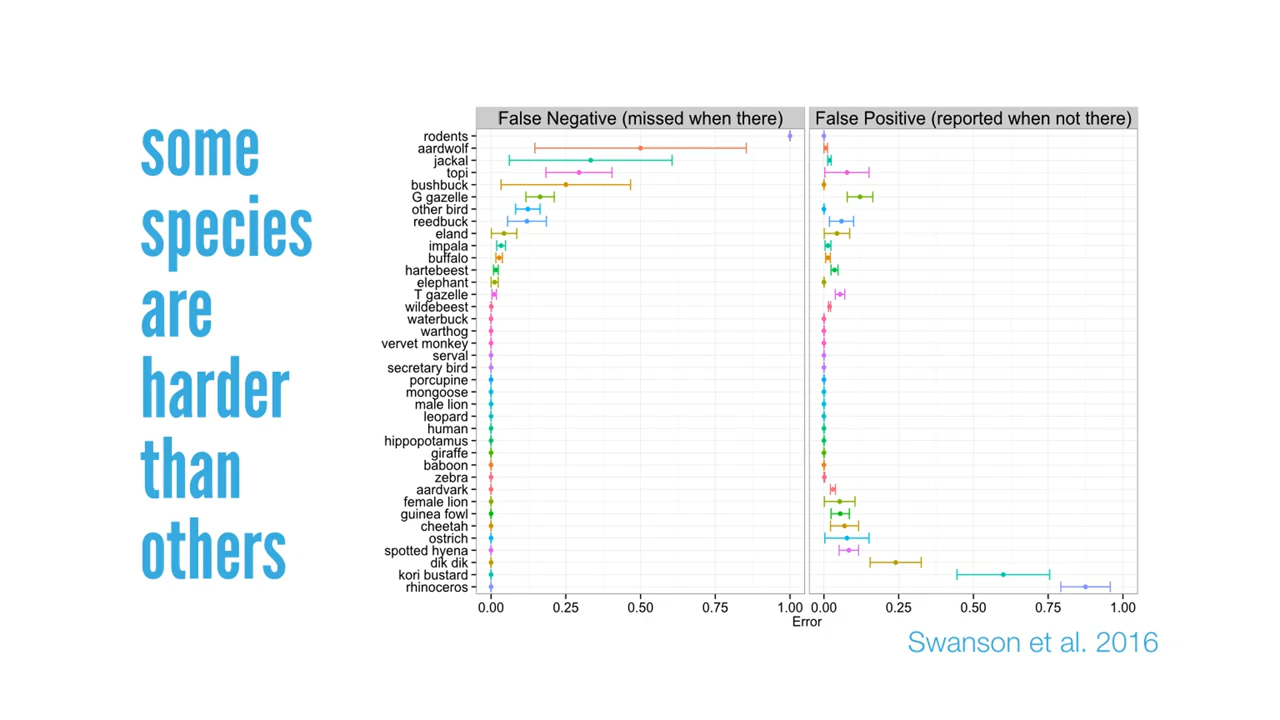 some
species
are
harder
than
others
False Negative (missed when there)
False Positive (reported when not there)
rodents
aardwolf
jackal
topi
bushbuck
G gazelle
other bird
reedbuck
eland
impala
buffalo
hartebeest
elephant
T gazelle
wildebeest
waterbuck
warthog
vervet monkey
serval
secretary bird
porcupine
mongoose
male lion
leopard
human
hippopotamus
giraffe
baboon
zebra
aardvark
female lion
guinea fowl
cheetah
ostrich
spotted hyena
dik dik
kori bustard
rhinoceros
0.00 0.25 0.50 0.75 1.00 0.00 0.25 0.50 0.75 1.00
Error
Swanson et al. 2016